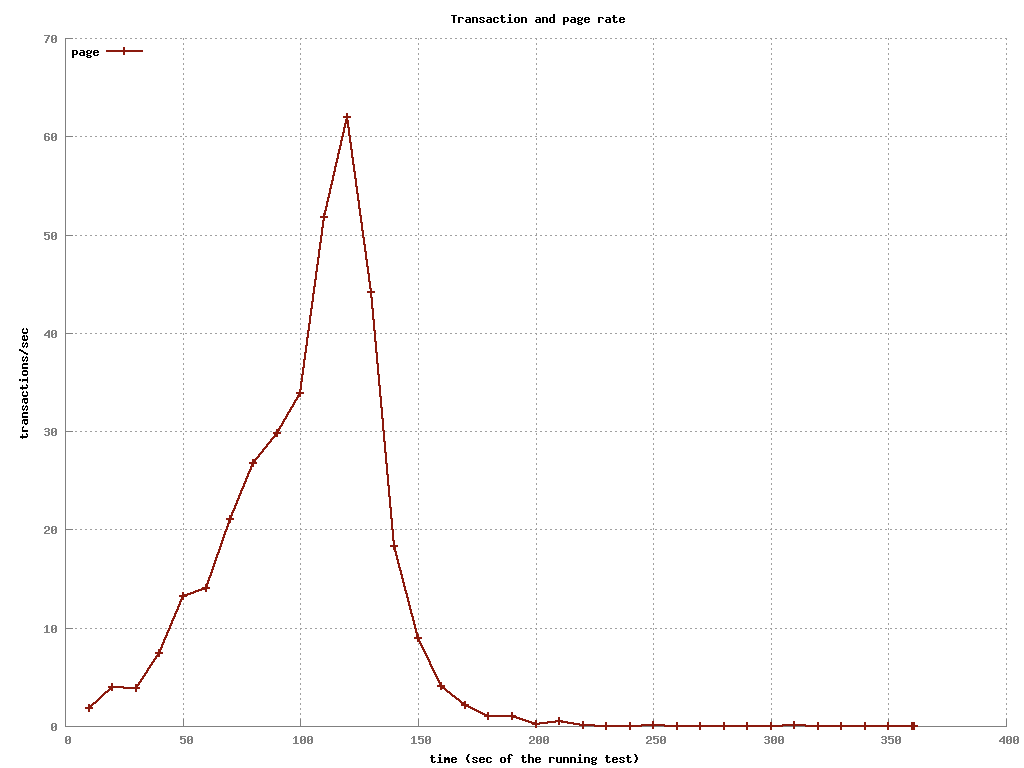 Transaction and page rate
70
page
60
50
40
30
20
10
0
transactions/sec
0 50 100 150 200 250 300 350 400
time (sec of the running test)